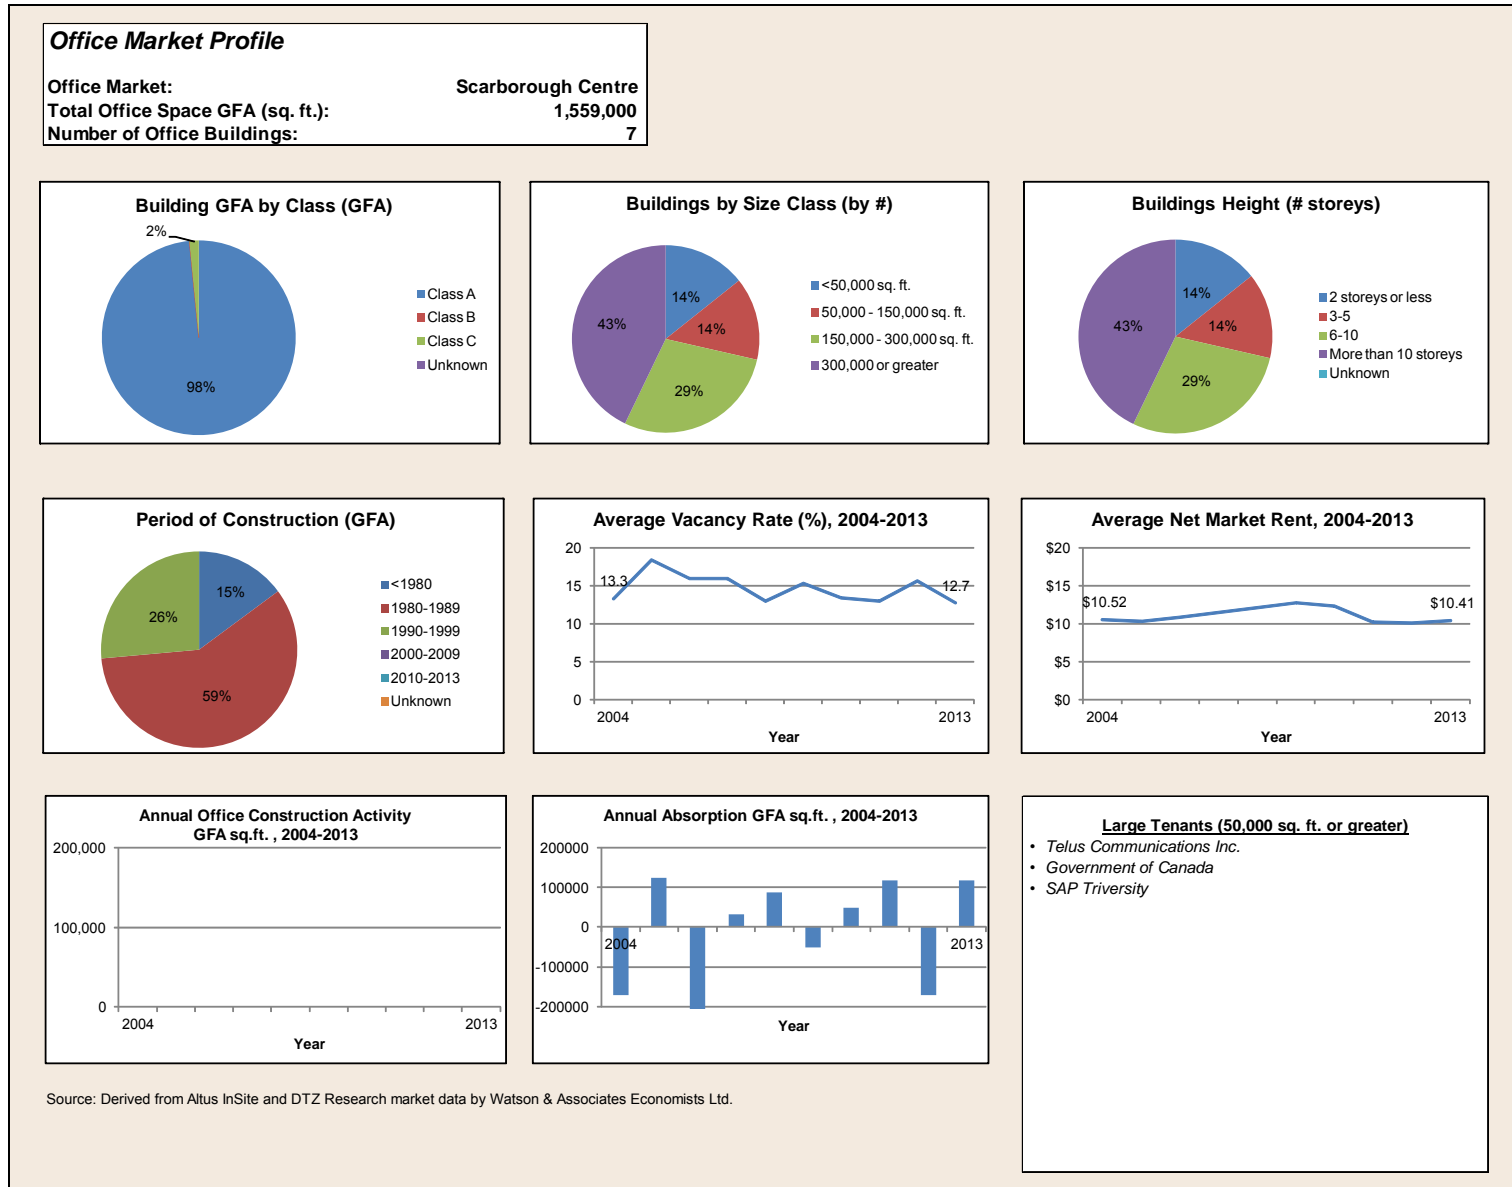 Office Market Profile
Office Market: Scarborough Centre
Total Office Space GFA (sq. ft.): 1,559,000
Number of Office Buildings: 7
Building GFA by Class (GFA)
2%
98%
Class A
Class B
Class C
Unknown
Buildings by Size Class (by #)
14%
14%
29%
43%
<50,000 sq. ft.
50,000 - 150,000 sq. ft.
150,000 - 300,000 sq. ft.
300,000 or greater
Buildings Height (# storeys)
14%
14%
29%
43%
2 storeys or less
3-5
6-10
More than 10 storeys
Unknown
Period of Construction (GFA)
15%
59%
26%
<1980
1980-1989
1990-1999
2000-2009
2010-2013
Unknown
Average Vacancy Rate (%), 2004-2013
20
15
10
5
0
13.3
12.7
2004 2013
Year
Average Net Market Rent, 2004-2013
$20
$15
$10
$5
$0
$10.52
$10.41
2004 2013
Year
Annual Office Construction Activity
GFA sq.ft. , 2004-2013
200,000
100,000
0
2004 2013
Year
Annual Absorption GFA sq.ft. , 2004-2013
200000
100000
0
-100000
-200000
2004 2013
Year
Large Tenants (50,000 sq. ft. or greater)
• Telus Communications Inc.
• Government of Canada
• SAP Triversity
Source: Derived from Altus InSite and DTZ Research market data by Watson & Associates Economists Ltd.